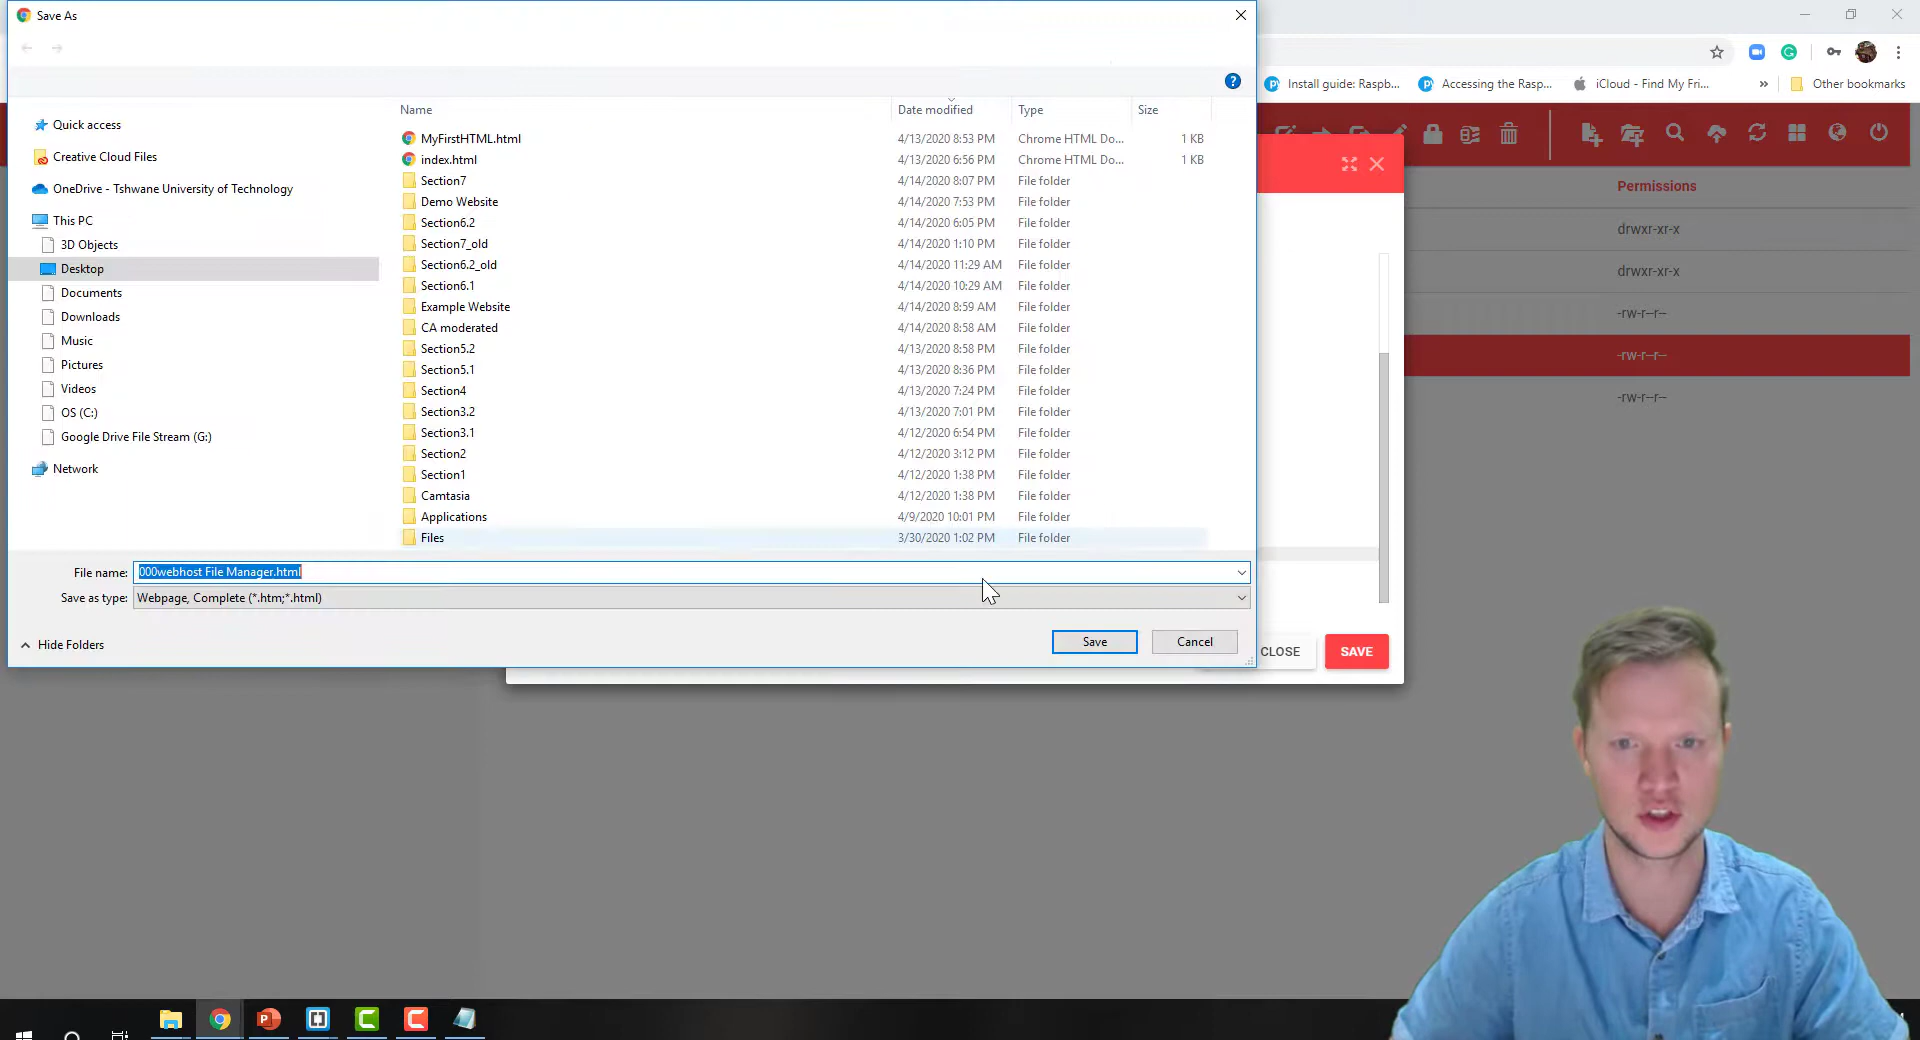 Save As
Install guide: Raspb...
Accessing the Rasp...
iCloud - Find My Fri...
»
Other bookmarks
Name
Date modified
Type
Size
Quick access
Creative Cloud Files
OneDrive - Tshwane University of Technology
This PC
3D Objects
Desktop
Documents
Downloads
Music
Pictures
Videos
OS (C:)
Google Drive File Stream (G:)
Network
MyFirstHTML.html 4/13/2020 8:53 PM Chrome HTML Do... 1 KB
index.html 4/13/2020 6:56 PM Chrome HTML Do... 1 KB
Section7 4/14/2020 8:07 PM File folder
Demo Website 4/14/2020 7:53 PM File folder
Section6.2 4/14/2020 6:05 PM File folder
Section7_old 4/14/2020 1:10 PM File folder
Section6.2_old 4/14/2020 11:29 AM File folder
Section6.1 4/14/2020 10:29 AM File folder
Example Website 4/14/2020 8:59 AM File folder
CA moderated 4/14/2020 8:58 AM File folder
Section5.2 4/13/2020 8:58 PM File folder
Section5.1 4/13/2020 8:36 PM File folder
Section4 4/13/2020 7:24 PM File folder
Section3.2 4/13/2020 7:01 PM File folder
Section3.1 4/12/2020 6:54 PM File folder
Section2 4/12/2020 3:12 PM File folder
Section1 4/12/2020 1:38 PM File folder
Camtasia 4/12/2020 1:38 PM File folder
Applications 4/9/2020 10:01 PM File folder
Files 3/30/2020 1:02 PM File folder
File name: 000webhost File Manager.html
Save as type: Webpage, Complete (*.htm;*.html)
Hide Folders
Save
Cancel
Permissions
drwxr-xr-x
drwxr-xr-x
-rw-r--r--
-rw-r--r--
-rw-r--r--
CLOSE
SAVE